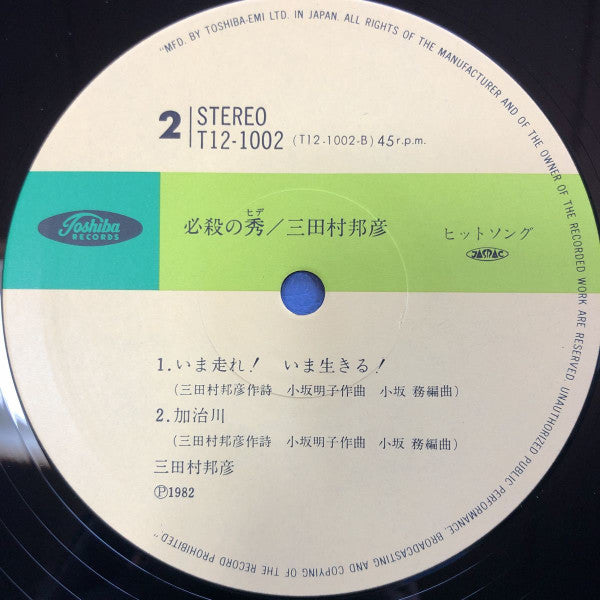 "MFD. BY TOSHIBA-EMI LTD. IN JAPAN. ALL RIGHTS OF THE MANUFACTURER AND OF THE OWNER OF THE RECORDED WORK ARE RESERVED. UNAUTHORIZED PUBLIC PERFORMANCE, BROADCASTING AND COPYING OF THE RECORD PROHIBITED"
2 STEREO
T12-1002 (T12-1002-B) 45r.p.m.
Toshiba
RECORDS
ヒデ
必殺の秀/三田村邦彦
ヒットソング
JASRAC
1.いま走れ! いま生きる!
(三田村邦彦作詩 小坂明子作曲 小坂 務編曲)
2.加治川
(三田村邦彦作詩 小坂明子作曲 小坂 務編曲)
三田村邦彦
Ⓟ1982